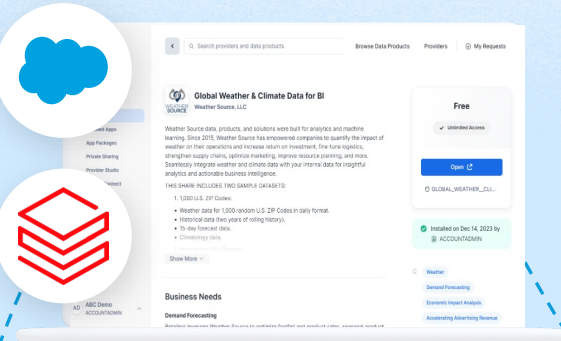 Search providers and data products
Browse Data Products
Providers
My Requests
Apps
App Packages
Private Sharing
Provider Studio
AD
ABC Demo
ACCOUNTADMIN
WEATHER
SOURCE
Global Weather & Climate Data for BI
Weather Source, LLC
Weather Source data, products, and solutions were built for analytics and machine
learning. Since 2015, Weather Source has empowered companies to quantify the impact of
weather on their operations and increase return on investment, fine-tune logistics,
strengthen supply chains, optimize marketing, improve resource planning, and more.
Seamlessly integrate weather and climate data with your internal data for insightful
analytics and actionable business intelligence.
THIS SHARE INCLUDES TWO SAMPLE DATASETS:
1. 1,000 U.S. ZIP Codes:
• Weather data for 1,000 random U.S. ZIP Codes in daily format.
• Historical data (two years of rolling history).
• 15-day forecast data.
• Climatology data.
Show More
Business Needs
Demand Forecasting
Free
Unlimited Access
Open
GLOBAL_WEATHER_CLI...
Installed on Dec 14, 2023 by
ACCOUNTADMIN
Weather
Demand Forecasting
Economic Impact Analysis
Accelerating Advertising Revenue